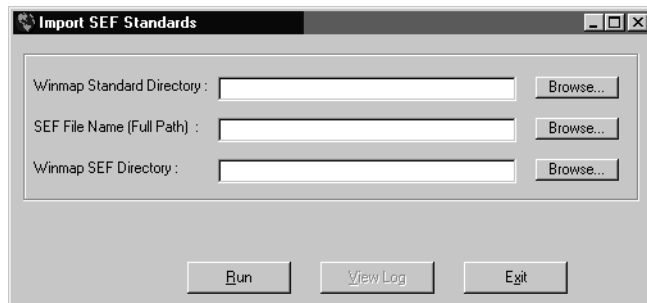 Import SEF Standards
Winmap Standard Directory : Browse...
SEF File Name (Full Path) : Browse...
Winmap SEF Directory : Browse...
Run View Log Exit